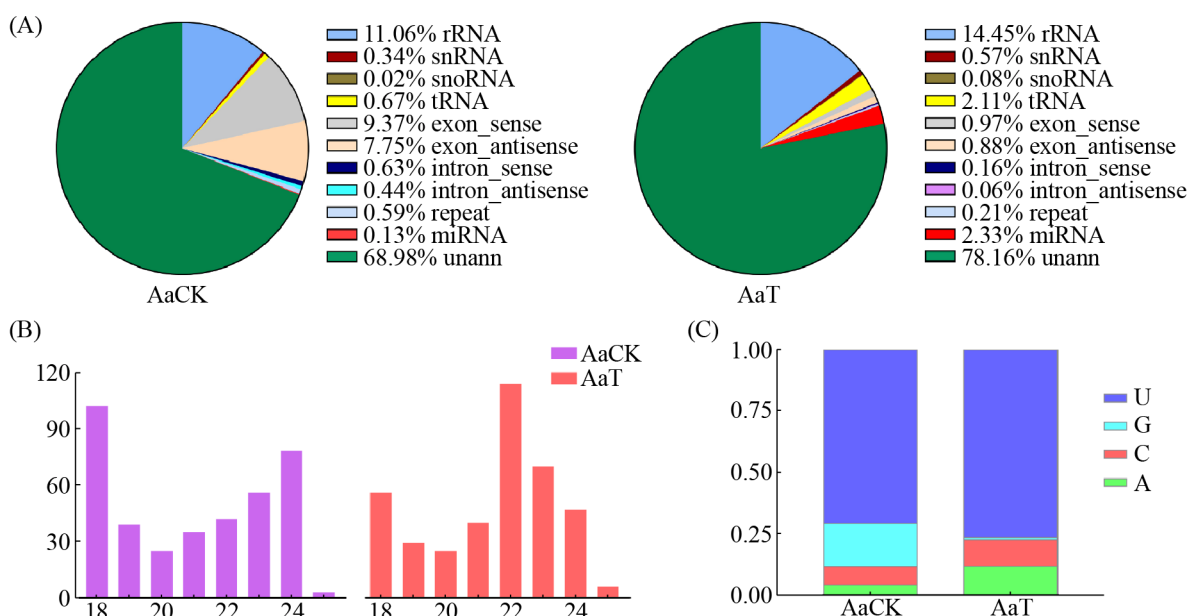 (A)
11.06% rRNA
0.34% snRNA
0.02% snoRNA
0.67% tRNA
9.37% exon_sense
7.75% exon_antisense
0.63% intron_sense
0.44% intron_antisense
0.59% repeat
0.13% miRNA
68.98% unann
AaCK
14.45% rRNA
0.57% snRNA
0.08% snoRNA
2.11% tRNA
0.97% exon_sense
0.88% exon_antisense
0.16% intron_sense
0.06% intron_antisense
0.21% repeat
2.33% miRNA
78.16% unann
AaT
(B)
AaCK
AaT
120
90
60
30
0
18 20 22 24 18 20 22 24
(C)
1.00
0.75
0.50
0.25
0.00
AaCK AaT
U
G
C
A